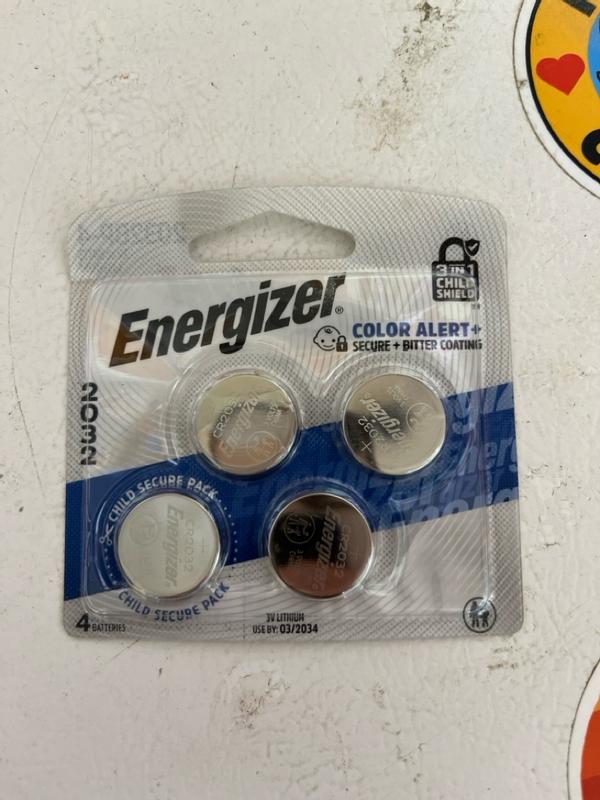 3 IN 1
CHILD
SHIELD
Energizer®
COLOR ALERT+
SECURE + BITTER COATING
2032
CR2032
Energizer
CR2032
Energizer
CHILD SECURE PACK
Energizer
CR2032
Energizer
CR2032
CHILD SECURE PACK
4 BATTERIES
3V LITHIUM
USE BY: 03/2034